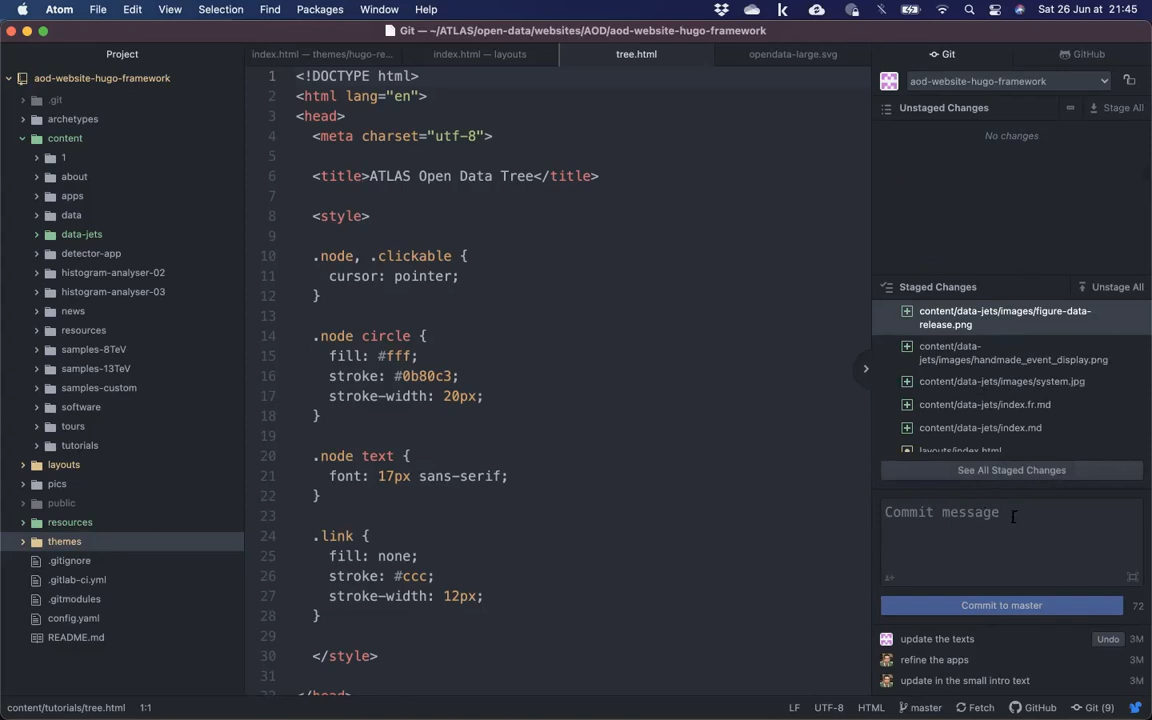 Atom File Edit View Selection Find Packages Window Help Sat 26 Jun at 21:45
Git — ~/ATLAS/open-data/websites/AOD/aod-website-hugo-framework
Project
aod-website-hugo-framework
.git
archetypes
content
1
about
apps
data
data-jets
detector-app
histogram-analyser-02
histogram-analyser-03
news
resources
samples-8TeV
samples-13TeV
samples-custom
software
tours
tutorials
layouts
pics
public
resources
themes
.gitignore
.gitlab-ci.yml
.gitmodules
config.yaml
README.md
index.html — themes/hugo-re... index.html — layouts tree.html opendata-large.svg
1 <!DOCTYPE html>
2 <html lang="en">
3 <head>
4 <meta charset="utf-8">
5
6 <title>ATLAS Open Data Tree</title>
7
8 <style>
9
10 .node, .clickable {
11 cursor: pointer;
12 }
13
14 .node circle {
15 fill: #fff;
16 stroke: #0b80c3;
17 stroke-width: 20px;
18 }
19
20 .node text {
21 font: 17px sans-serif;
22 }
23
24 .link {
25 fill: none;
26 stroke: #ccc;
27 stroke-width: 12px;
28 }
29
30 </style>
31
32 </head>
Git GitHub
aod-website-hugo-framework
Unstaged Changes Stage All
No changes
Staged Changes Unstage All
content/data-jets/images/figure-data-
release.png
content/data-
jets/images/handmade_event_display.png
content/data-jets/images/system.jpg
content/data-jets/index.fr.md
content/data-jets/index.md
layouts/index.html
See All Staged Changes
Commit message
Commit to master 72
update the texts Undo 3M
refine the apps 3M
update in the small intro text 3M
content/tutorials/tree.html 1:1 LF UTF-8 HTML master Fetch GitHub Git (9)